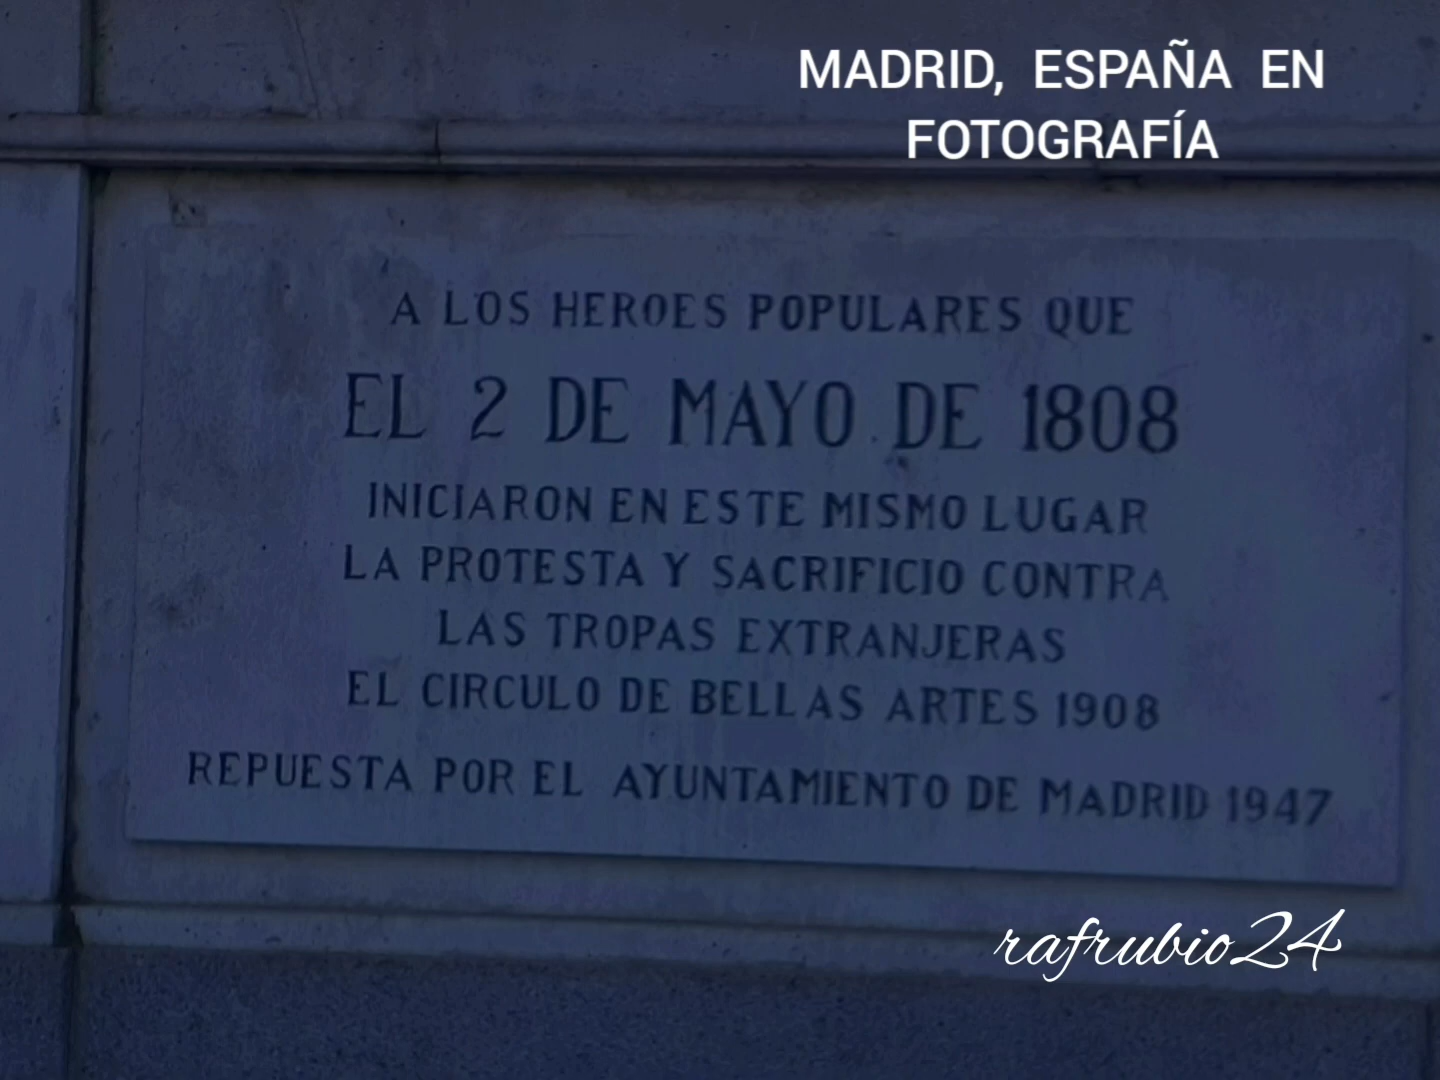 MADRID, ESPAÑA EN
FOTOGRAFÍA
A LOS HEROES POPULARES QUE
EL 2 DE MAYO DE 1808
INICIARON EN ESTE MISMO LUGAR
LA PROTESTA Y SACRIFICIO CONTRA
LAS TROPAS EXTRANJERAS
EL CIRCULO DE BELLAS ARTES 1908
REPUESTA POR EL AYUNTAMIENTO DE MADRID 1947
rafrubio24